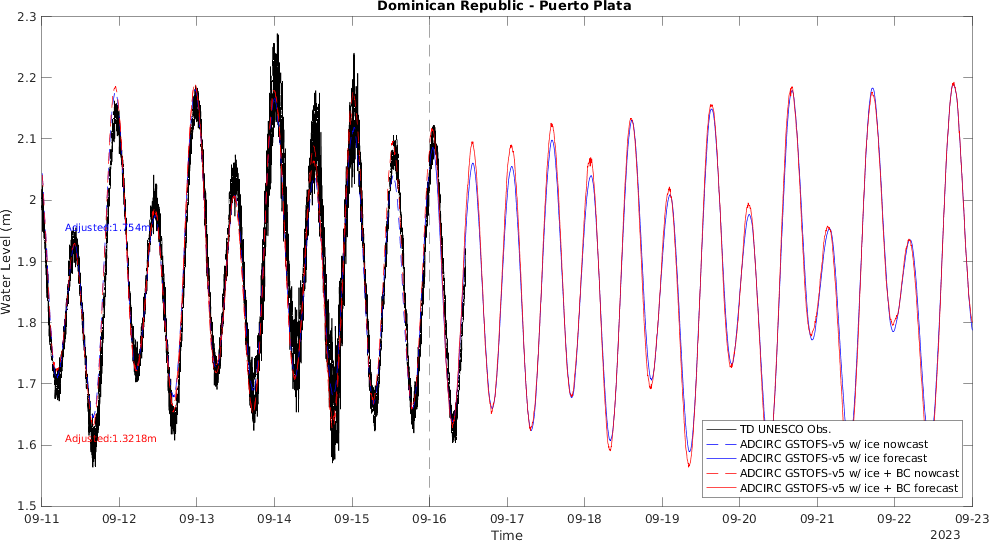 Dominican Republic - Puerto Plata
2.3
2.2
2.1
2
1.9
1.8
1.7
1.6
1.5
Water Level (m)
Adjusted:1.754m
Adjusted:1.3218m
TD UNESCO Obs.
ADCIRC GSTOFS-v5 w/ ice nowcast
ADCIRC GSTOFS-v5 w/ ice forecast
ADCIRC GSTOFS-v5 w/ ice + BC nowcast
ADCIRC GSTOFS-v5 w/ ice + BC forecast
09-11 09-12 09-13 09-14 09-15 09-16 09-17 09-18 09-19 09-20 09-21 09-22 09-23
Time
2023